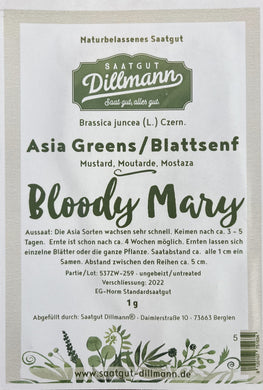 Naturbelassenes Saatgut
SAATGUT
Dillmann
Saat gut, alles gut.
Brassica juncea (L.) Czern.
Asia Greens/Blattsenf
Mustard, Moutarde, Mostaza
Bloody Mary
Aussaat: Die Asia Sorten wachsen sehr schnell. Keimen nach ca. 3 - 5
Tagen. Ernte ist schon nach ca. 4 Wochen möglich. Ernten lassen sich
einzelne Blätter oder die ganze Pflanze. Saatabstand ca. alle 1 cm ein
Samen. Abstand zwischen den Reihen ca. 5 cm.
Partie/Lot: 537ZW-259 - ungebeizt/untreated
Verschließung: 2022
EG-Norm Standardsaatgut
1 g
Abgefüllt durch: Saatgut Dillmann® - Daimlerstraße 10 - 73663 Berglen
5
www.saatgut-dillmann.de